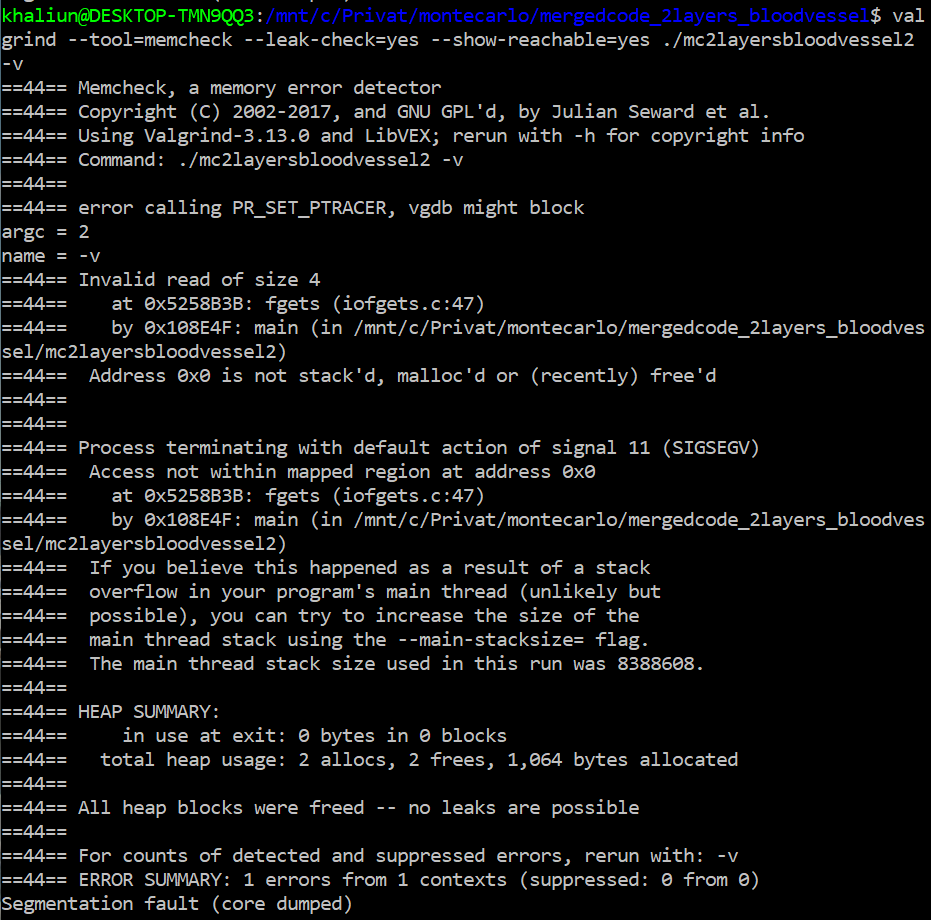 khaliun@DESKTOP-TMN9QQ3:/mnt/c/Privat/montecarlo/mergedcode_2layers_bloodvessel$ val
grind --tool=memcheck --leak-check=yes --show-reachable=yes ./mc2layersbloodvessel2
-v
==44== Memcheck, a memory error detector
==44== Copyright (C) 2002-2017, and GNU GPL'd, by Julian Seward et al.
==44== Using Valgrind-3.13.0 and LibVEX; rerun with -h for copyright info
==44== Command: ./mc2layersbloodvessel2 -v
==44==
==44== error calling PR_SET_PTRACER, vgdb might block
argc = 2
name = -v
==44== Invalid read of size 4
==44==    at 0x5258B3B: fgets (iofgets.c:47)
==44==    by 0x108E4F: main (in /mnt/c/Privat/montecarlo/mergedcode_2layers_bloodves
sel/mc2layersbloodvessel2)
==44==  Address 0x0 is not stack'd, malloc'd or (recently) free'd
==44==
==44==
==44== Process terminating with default action of signal 11 (SIGSEGV)
==44==  Access not within mapped region at address 0x0
==44==    at 0x5258B3B: fgets (iofgets.c:47)
==44==    by 0x108E4F: main (in /mnt/c/Privat/montecarlo/mergedcode_2layers_bloodves
sel/mc2layersbloodvessel2)
==44==  If you believe this happened as a result of a stack
==44==  overflow in your program's main thread (unlikely but
==44==  possible), you can try to increase the size of the
==44==  main thread stack using the --main-stacksize= flag.
==44==  The main thread stack size used in this run was 8388608.
==44==
==44== HEAP SUMMARY:
==44==     in use at exit: 0 bytes in 0 blocks
==44==   total heap usage: 2 allocs, 2 frees, 1,064 bytes allocated
==44==
==44== All heap blocks were freed -- no leaks are possible
==44==
==44== For counts of detected and suppressed errors, rerun with: -v
==44== ERROR SUMMARY: 1 errors from 1 contexts (suppressed: 0 from 0)
Segmentation fault (core dumped)